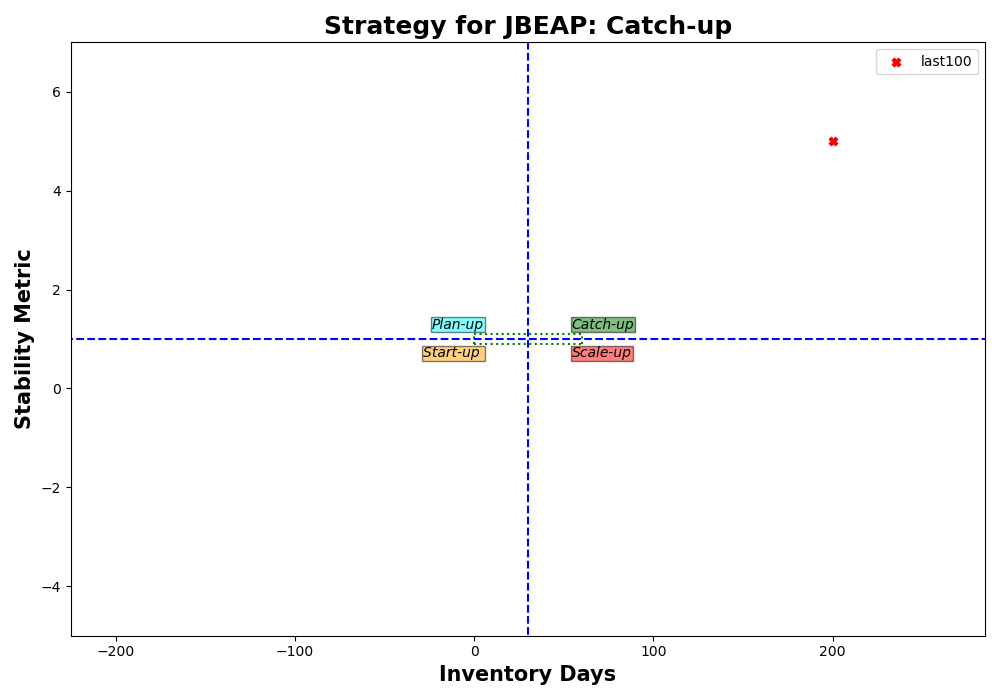 Strategy for JBEAP: Catch-up
last100
6
4
2
0
−2
−4
Stability Metric
Plan-up
Catch-up
Start-up
Scale-up
−200
−100
0
100
200
Inventory Days